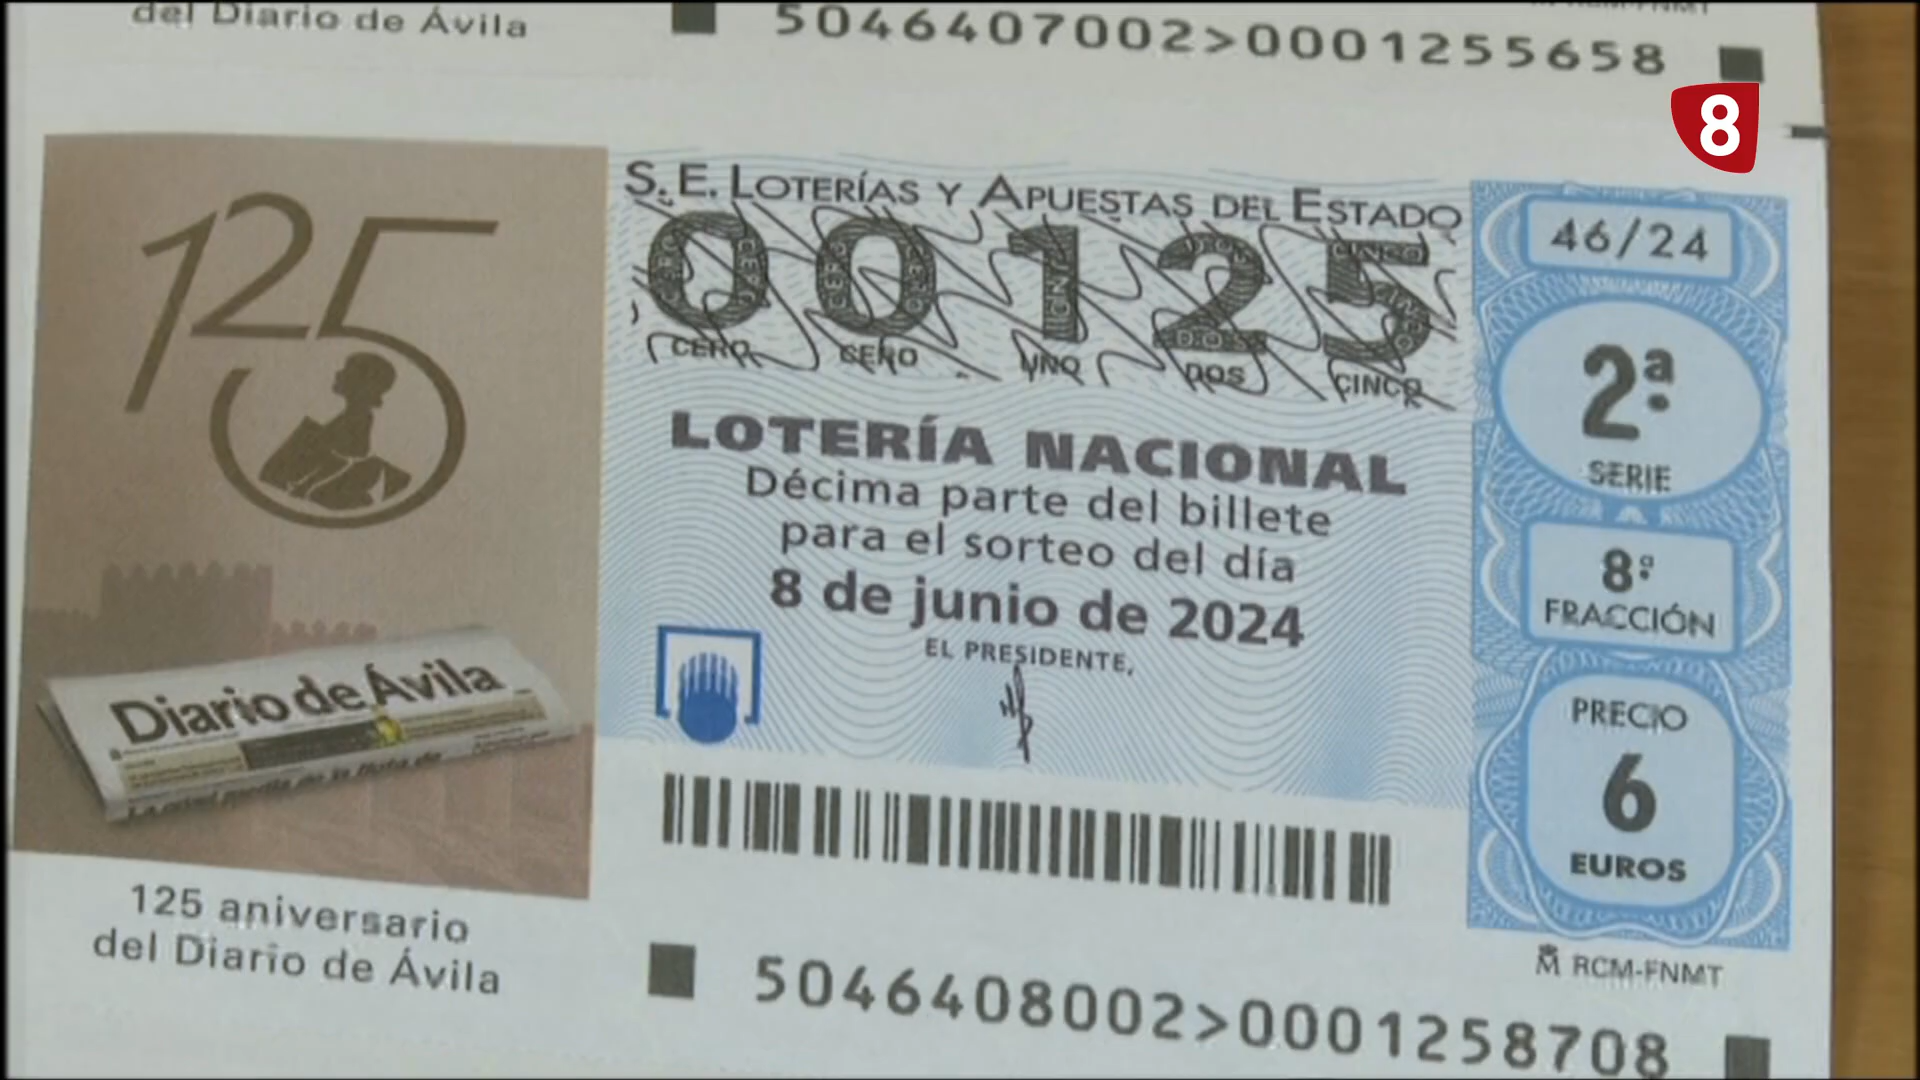 del Diario de Ávila
5046407002>0001255658
8
125
Diario de Ávila
125 aniversario
del Diario de Ávila
S. E. LOTERÍAS Y APUESTAS DEL ESTADO
00125
CERO CERO UNO DOS CINCO
LOTERÍA NACIONAL
Décima parte del billete
para el sorteo del día
8 de junio de 2024
EL PRESIDENTE,
46/24
2ª
SERIE
8ª
FRACCIÓN
PRECIO
6
EUROS
RCM-FNMT
5046408002>0001258708